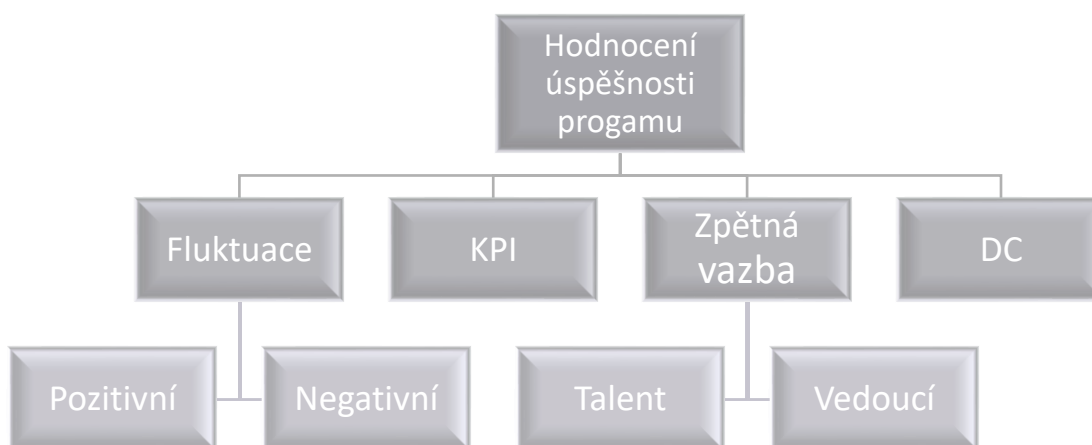 Hodnocení
úspěšnosti
progamu
Fluktuace
KPI
Zpětná
vazba
DC
Pozitivní
Negativní
Talent
Vedoucí